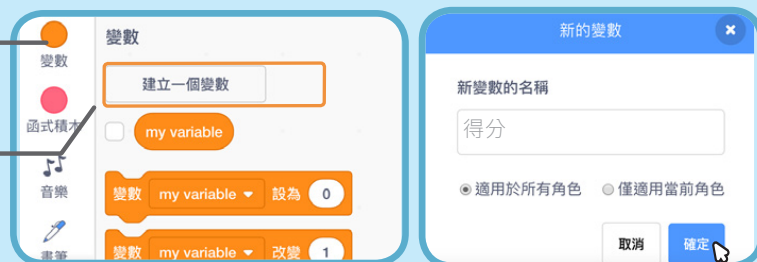 變數
函式積木
音樂
畫筆
變數
建立一個變數
my variable
變數 my variable 設為 0
變數 my variable 改變 1
新的變數
新變數的名稱
得分
適用於所有角色 僅適用當前角色
取消 確定